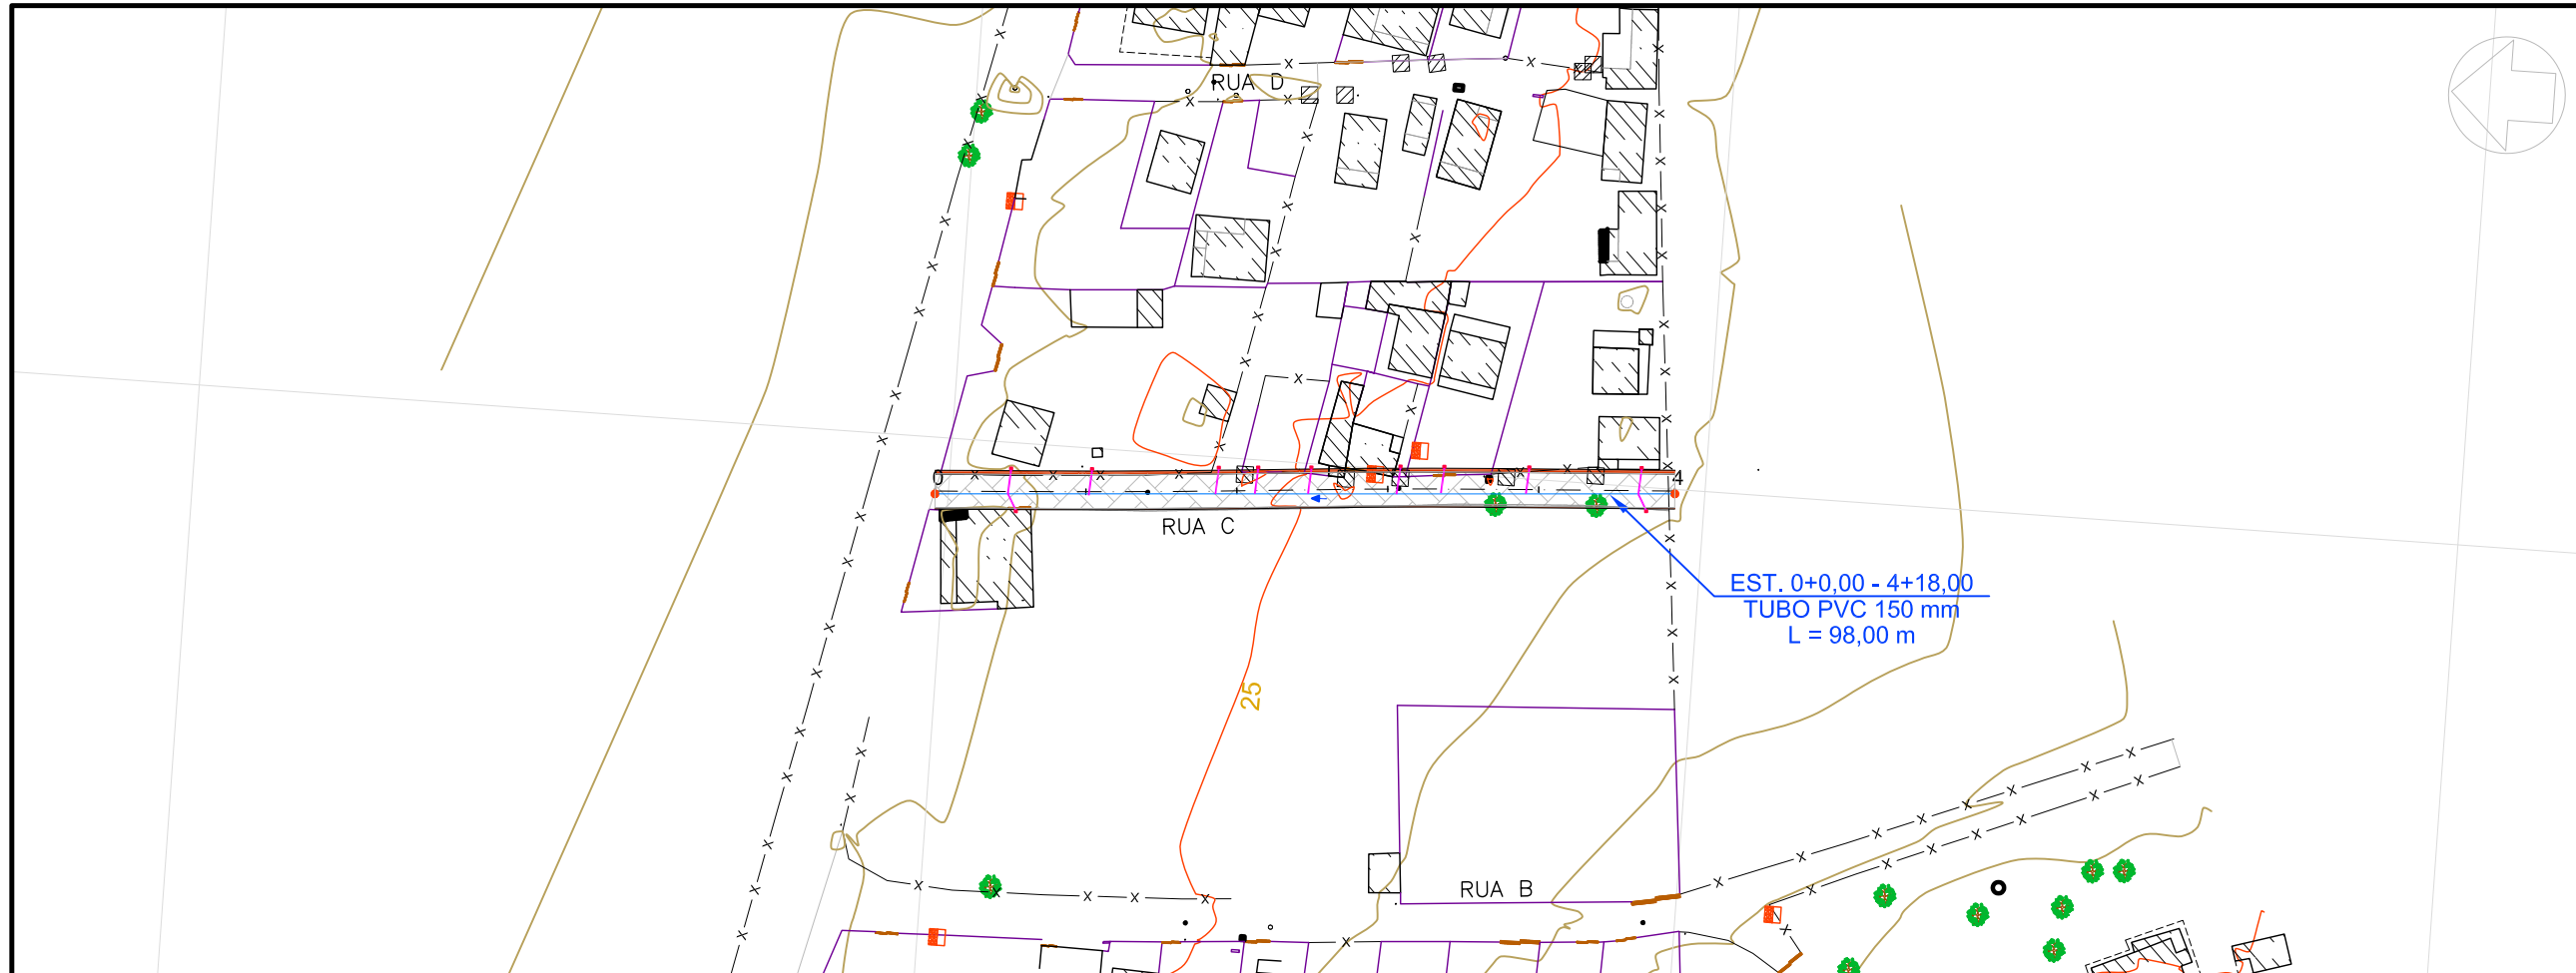 RUA D
0
4
RUA C
EST. 0+0,00 - 4+18,00
TUBO PVC 150 mm
L = 98,00 m
25
RUA B